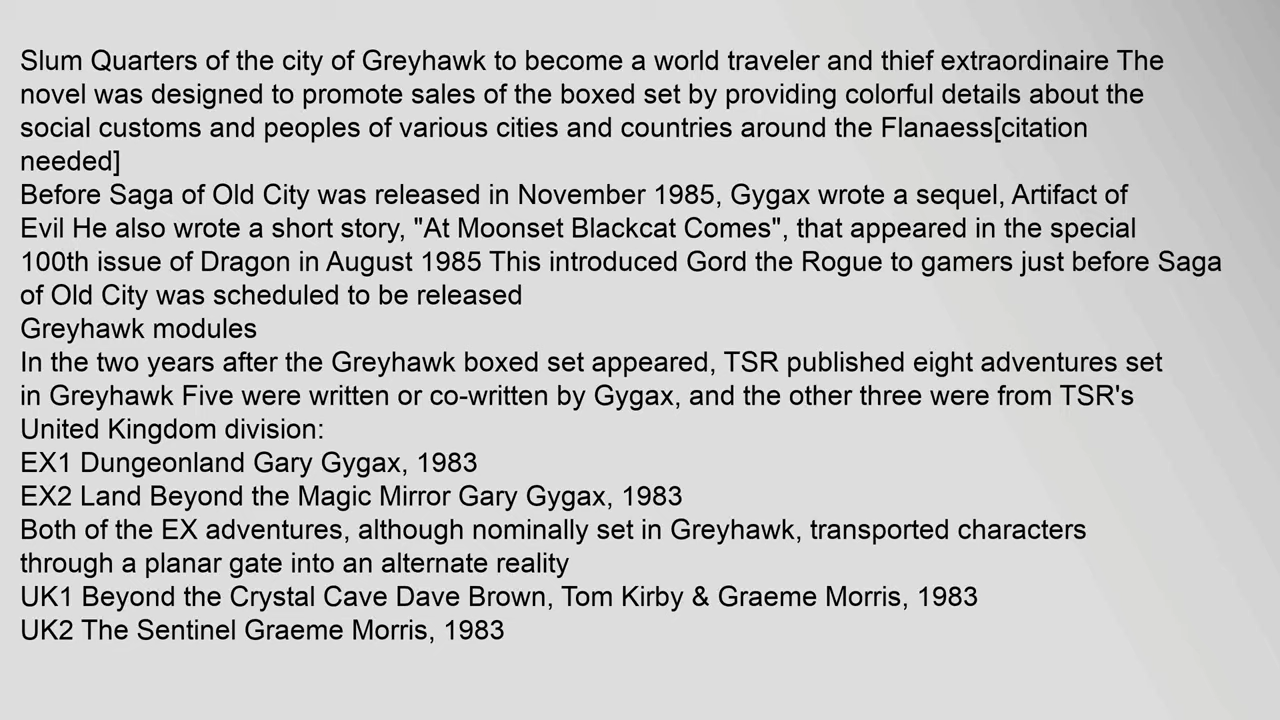 Slum Quarters of the city of Greyhawk to become a world traveler and thief extraordinaire The
novel was designed to promote sales of the boxed set by providing colorful details about the
social customs and peoples of various cities and countries around the Flanaess[citation
needed]
Before Saga of Old City was released in November 1985, Gygax wrote a sequel, Artifact of
Evil He also wrote a short story, "At Moonset Blackcat Comes", that appeared in the special
100th issue of Dragon in August 1985 This introduced Gord the Rogue to gamers just before Saga
of Old City was scheduled to be released
Greyhawk modules
In the two years after the Greyhawk boxed set appeared, TSR published eight adventures set
in Greyhawk Five were written or co-written by Gygax, and the other three were from TSR's
United Kingdom division:
EX1 Dungeonland Gary Gygax, 1983
EX2 Land Beyond the Magic Mirror Gary Gygax, 1983
Both of the EX adventures, although nominally set in Greyhawk, transported characters
through a planar gate into an alternate reality
UK1 Beyond the Crystal Cave Dave Brown, Tom Kirby & Graeme Morris, 1983
UK2 The Sentinel Graeme Morris, 1983